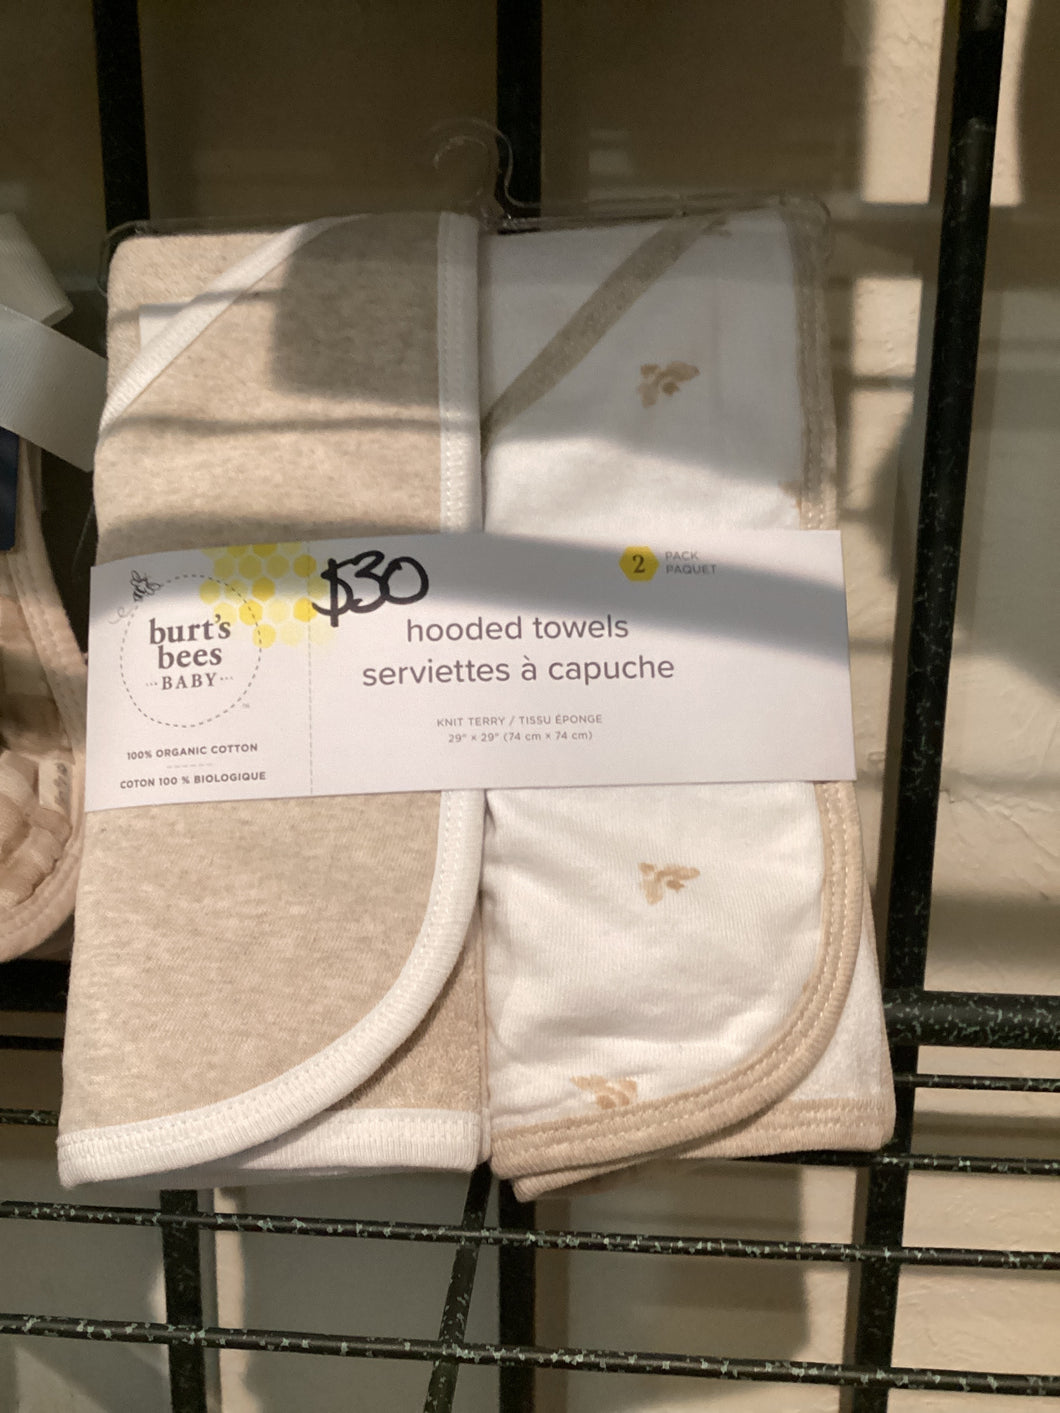 burt's
bees
BABY
™
100% ORGANIC COTTON
COTON 100 % BIOLOGIQUE
$30
2
PACK
PAQUET
hooded towels
serviettes à capuche
KNIT TERRY / TISSU ÉPONGE
29" x 29" (74 cm x 74 cm)